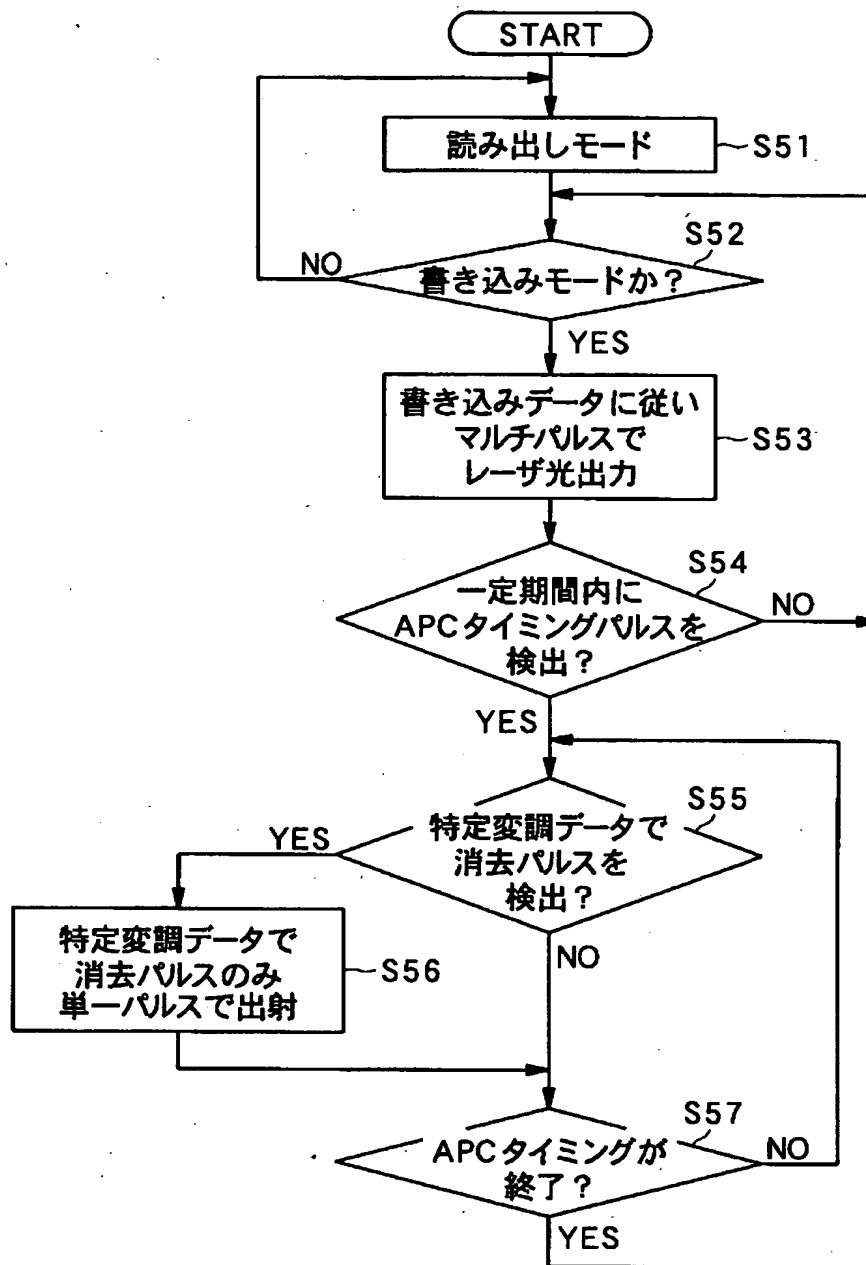 START
読み出しモード
S51
S52
NO
書き込みモードか？
YES
書き込みデータに従い
マルチパルスで
レーザ光出力
S53
S54
一定期間内に
APCタイミングパルスを
検出？
NO
YES
S55
YES
特定変調データで
消去パルスを
検出？
特定変調データで
消去パルスのみ
単一パルスで出射
S56
NO
S57
APCタイミングが
終了？
NO
YES